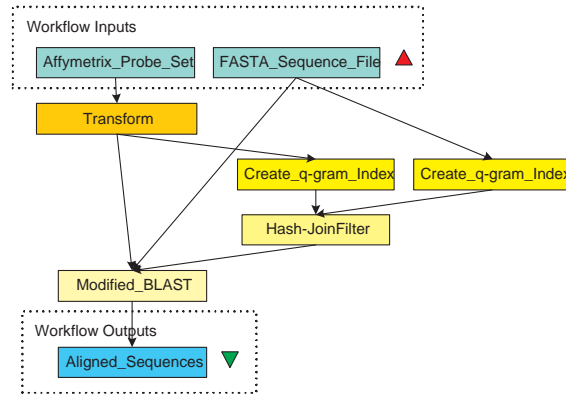 Workflow Inputs
Affymetrix_Probe_Set
FASTA_Sequence_File
Transform
Create_q-gram_Index
Create_q-gram_Index
Hash-JoinFilter
Modified_BLAST
Workflow Outputs
Aligned_Sequences